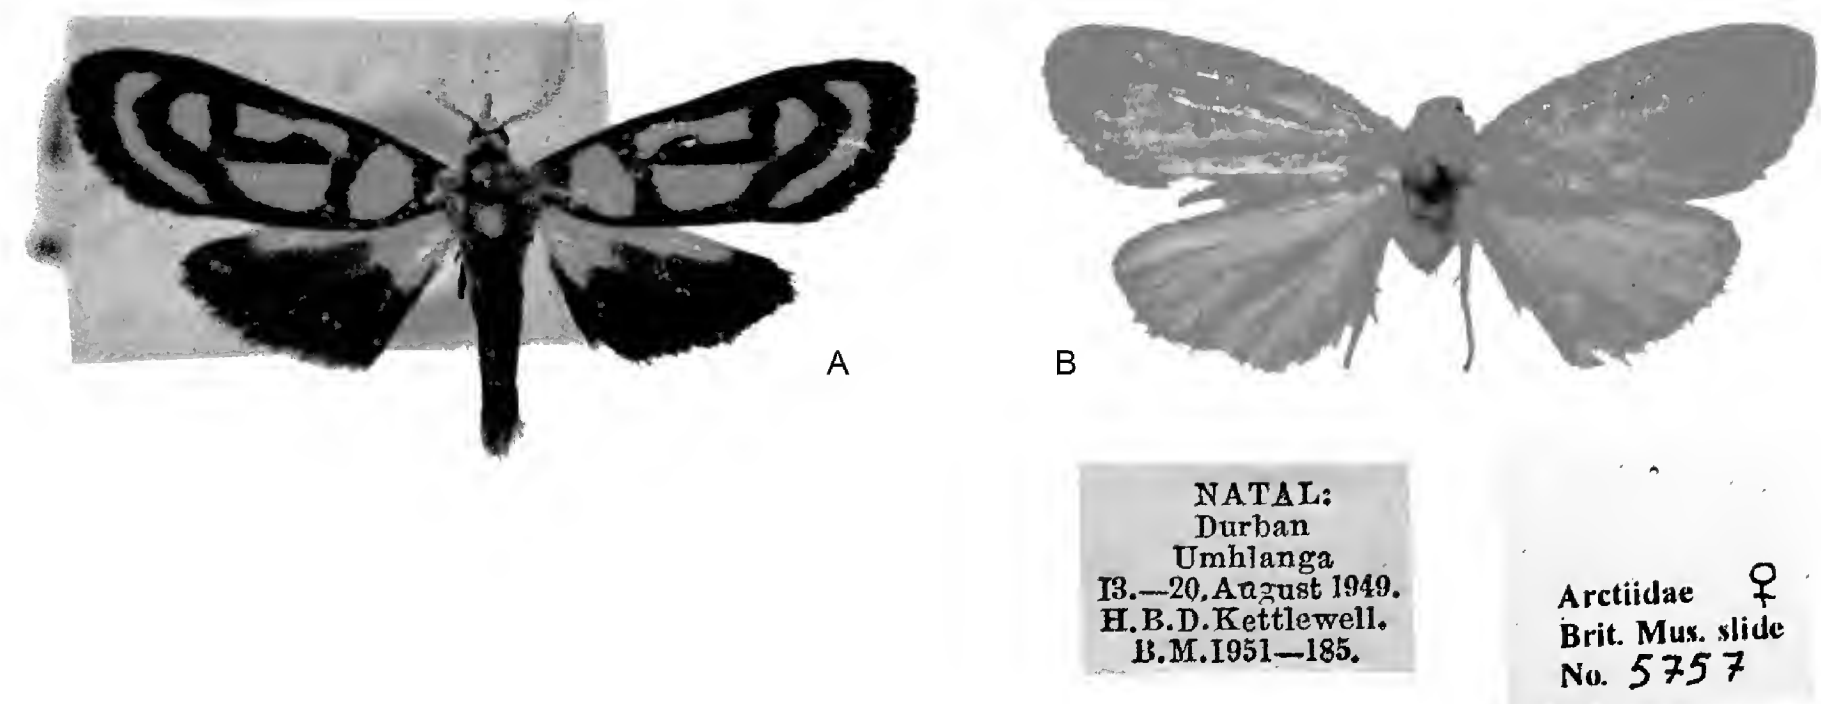 A
B
NATAL:
Durban
Umhlanga
13.—20. August 1949.
H.B.D. Kettlewell.
B.M.1951—185.
Arctiidae ♀
Brit. Mus. slide
No. 5757